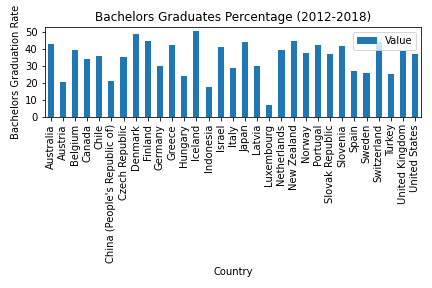 Bachelors Graduates Percentage (2012-2018)
Bachelors Graduation Rate
50
40
30
20
10
0
Value
Australia
Austria
Belgium
Canada
Chile
China (People's Republic of)
Czech Republic
Denmark
Finland
Germany
Greece
Hungary
Iceland
Indonesia
Israel
Italy
Japan
Latvia
Luxembourg
Netherlands
New Zealand
Norway
Portugal
Slovak Republic
Slovenia
Spain
Sweden
Switzerland
Turkey
United Kingdom
United States
Country